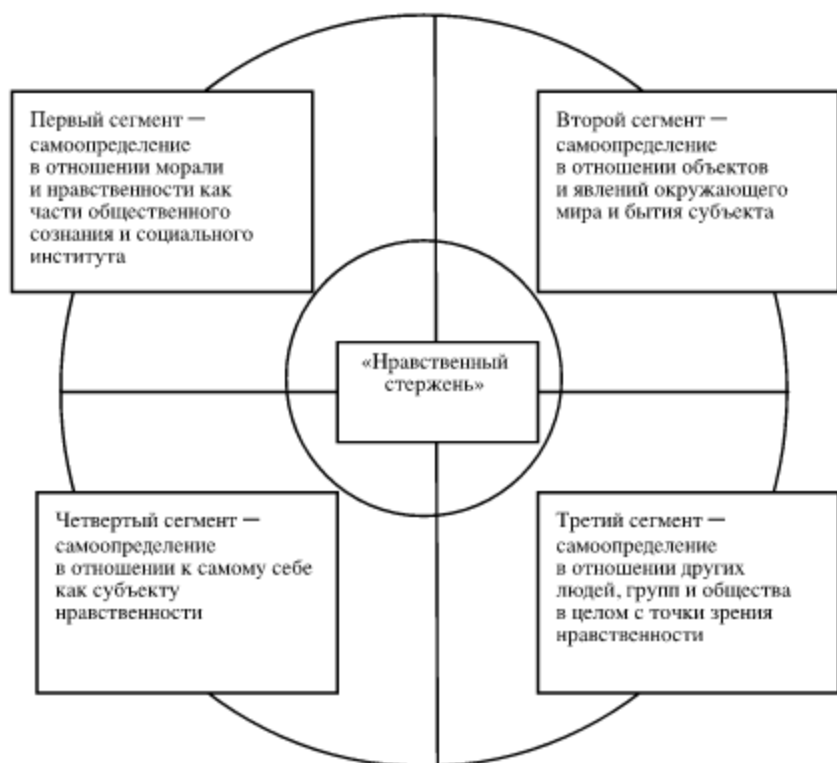 Первый сегмент —
самоопределение
в отношении морали
и нравственности как
части общественного
сознания и социального
института
Второй сегмент —
самоопределение
в отношении объектов
и явлений окружающего
мира и бытия субъекта
«Нравственный
стержень»
Четвертый сегмент —
самоопределение
в отношении к самому себе
как субъекту
нравственности
Третий сегмент —
самоопределение
в отношении других
людей, групп и общества
в целом с точки зрения
нравственности